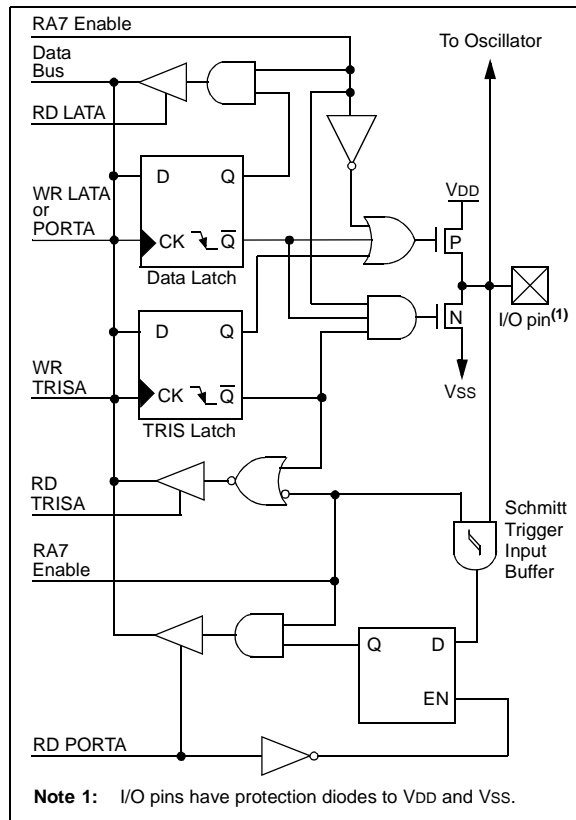 RA7 Enable
Data
Bus
To Oscillator
RD LATA
WR LATA
or
PORTA
D Q
CK Q̅
Data Latch
VDD
P
N
I/O pin(1)
VSS
D Q
WR
TRISA
CK Q̅
TRIS Latch
RD
TRISA
Schmitt
Trigger
Input
Buffer
RA7
Enable
Q D
EN
RD PORTA
Note 1: I/O pins have protection diodes to VDD and VSS.